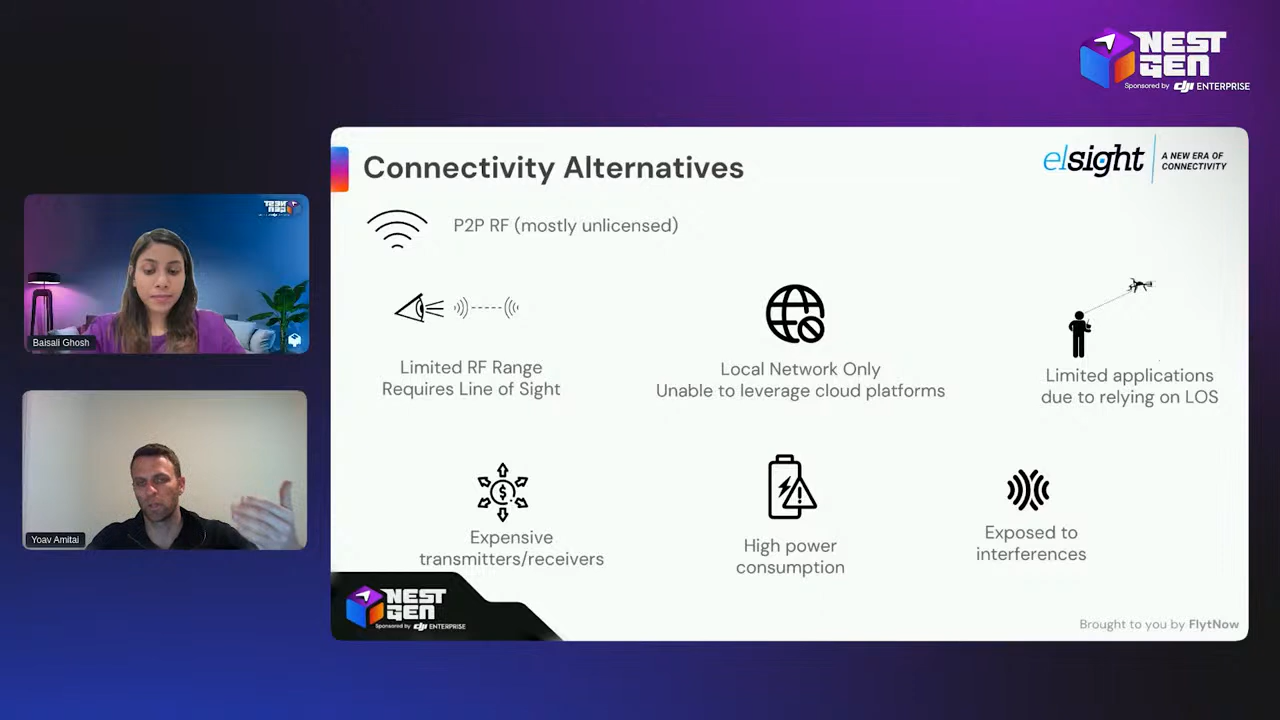 NEST
GEN
Sponsored by dji ENTERPRISE
Connectivity Alternatives
elsight
A NEW ERA OF
CONNECTIVITY
P2P RF (mostly unlicensed)
Limited RF Range
Requires Line of Sight
Local Network Only
Unable to leverage cloud platforms
Limited applications
due to relying on LOS
$
Expensive
transmitters/receivers
High power
consumption
Exposed to
interferences
Baisali Ghosh
Yoav Amitai
NEST
GEN
Sponsored by dji ENTERPRISE
Brought to you by FlytNow